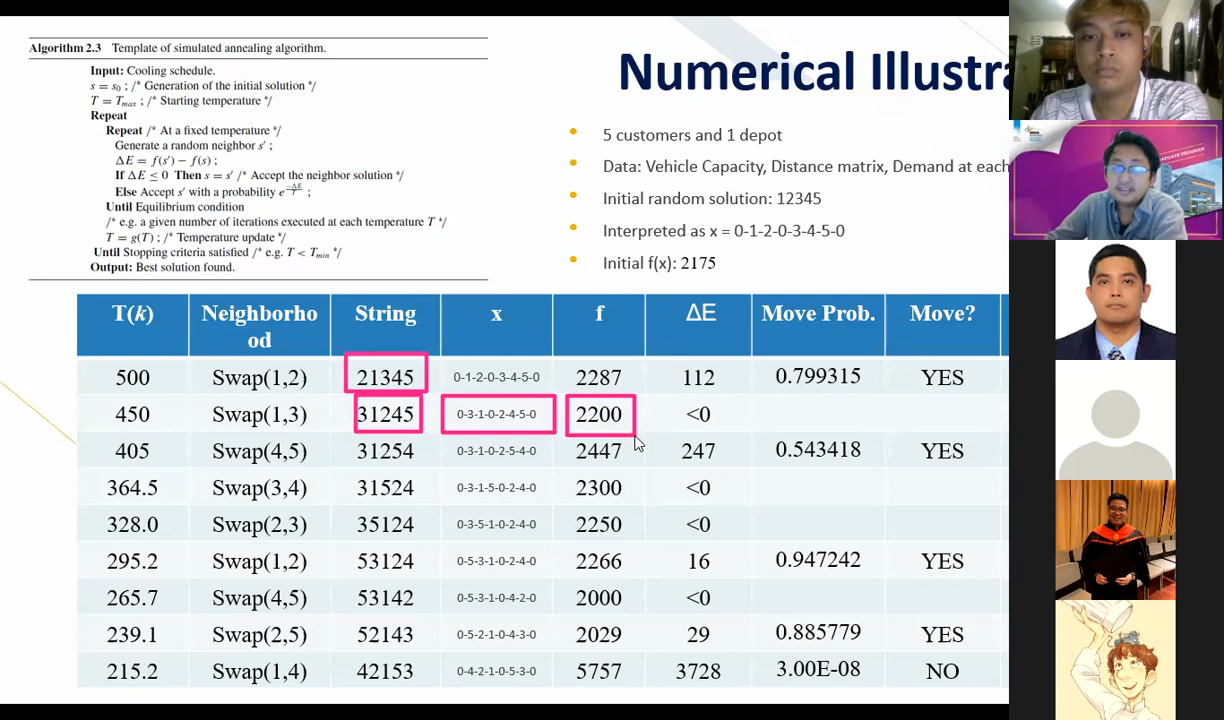 Algorithm 2.3 Template of simulated annealing algorithm.
Input: Cooling schedule.
s = s0 ; /* Generation of the initial solution */
T = Tmax ; /* Starting temperature */
Repeat
Repeat /* At a fixed temperature */
Generate a random neighbor s′ ;
ΔE = f(s′) − f(s) ;
If ΔE ≤ 0 Then s = s′ /* Accept the neighbor solution */
Else Accept s′ with a probability e^(−ΔE/T) ;
Until Equilibrium condition
/* e.g. a given number of iterations executed at each temperature T */
T = g(T) ; /* Temperature update */
Until Stopping criteria satisfied /* e.g. T < Tmin */
Output: Best solution found.
Numerical Illustra
5 customers and 1 depot
Data: Vehicle Capacity, Distance matrix, Demand at each
Initial random solution: 12345
Interpreted as x = 0-1-2-0-3-4-5-0
Initial f(x): 2175
T(k) Neighborho od String x f ΔE Move Prob. Move?
500 Swap(1,2) 21345 0-1-2-0-3-4-5-0 2287 112 0.799315 YES
450 Swap(1,3) 31245 0-3-1-0-2-4-5-0 2200 <0
405 Swap(4,5) 31254 0-3-1-0-2-5-4-0 2447 247 0.543418 YES
364.5 Swap(3,4) 31524 0-3-1-5-0-2-4-0 2300 <0
328.0 Swap(2,3) 35124 0-3-5-1-0-2-4-0 2250 <0
295.2 Swap(1,2) 53124 0-5-3-1-0-2-4-0 2266 16 0.947242 YES
265.7 Swap(4,5) 53142 0-5-3-1-0-4-2-0 2000 <0
239.1 Swap(2,5) 52143 0-5-2-1-0-4-3-0 2029 29 0.885779 YES
215.2 Swap(1,4) 42153 0-4-2-1-0-5-3-0 5757 3728 3.00E-08 NO
GRADUATE PROGRAM